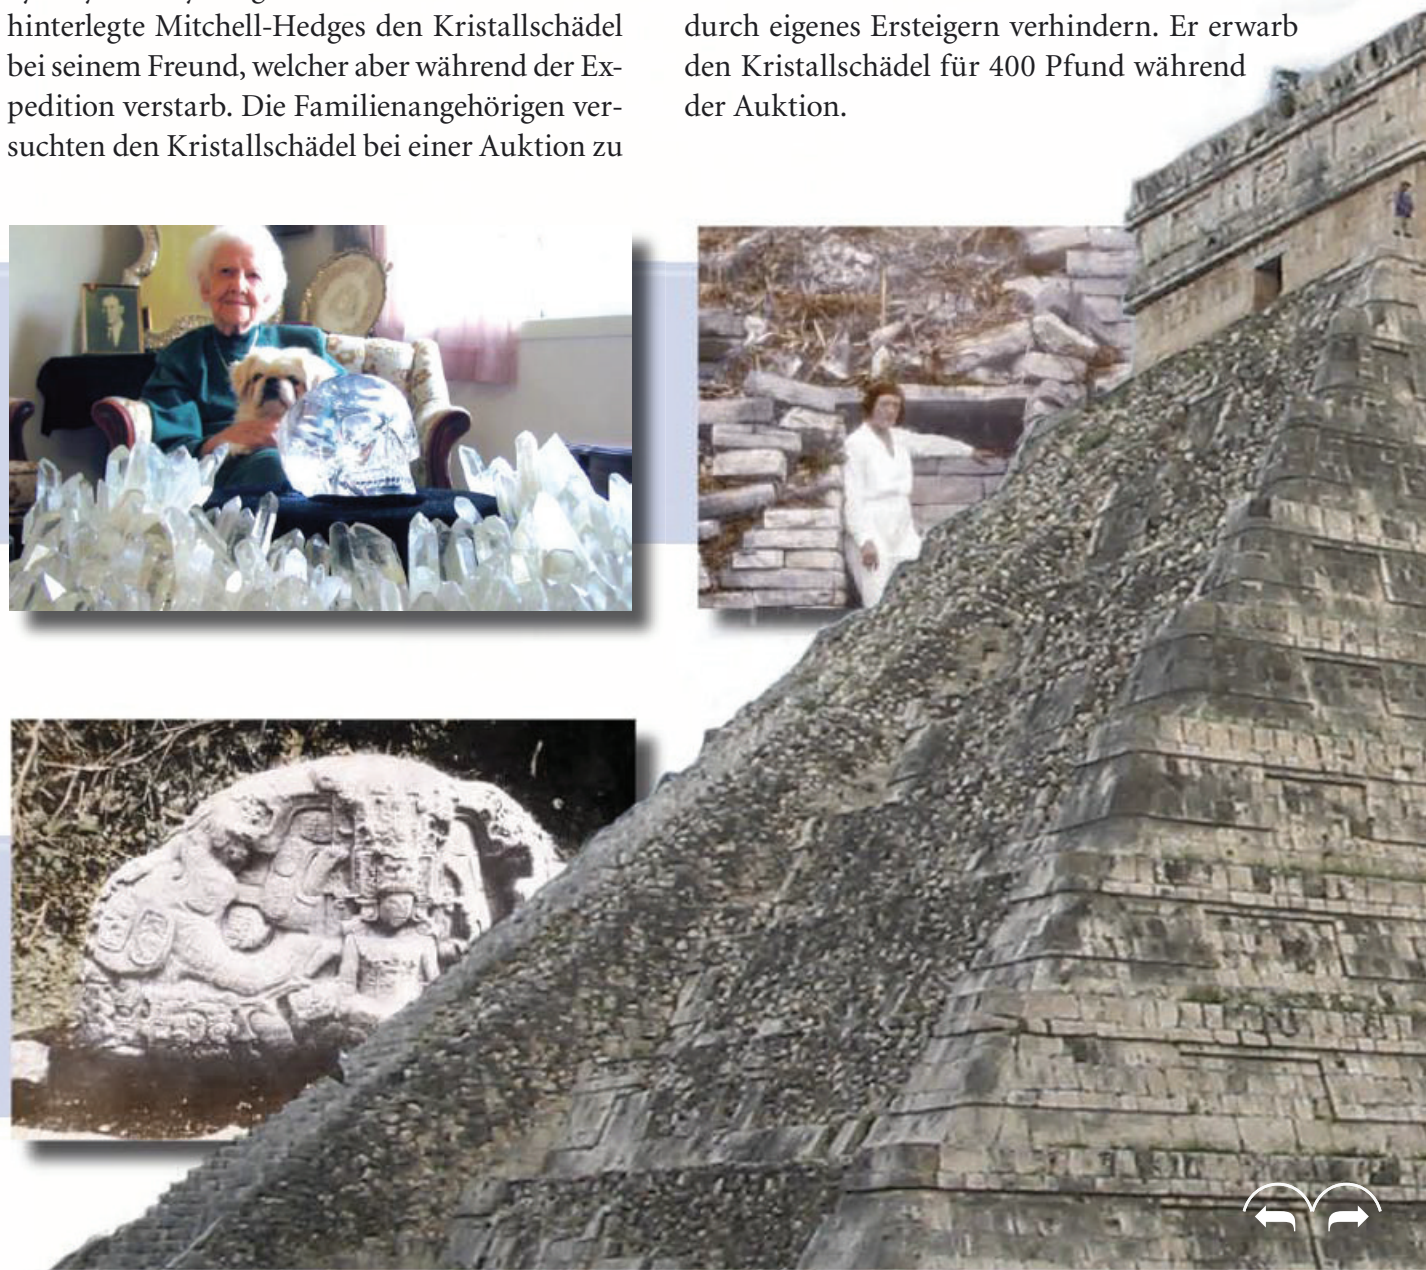 hinterlegte Mitchell-Hedges den Kristallschädel
bei seinem Freund, welcher aber während der Ex-
pedition verstarb. Die Familienangehörigen ver-
suchten den Kristallschädel bei einer Auktion zu
durch eigenes Ersteigern verhindern. Er erwarb
den Kristallschädel für 400 Pfund während
der Auktion.